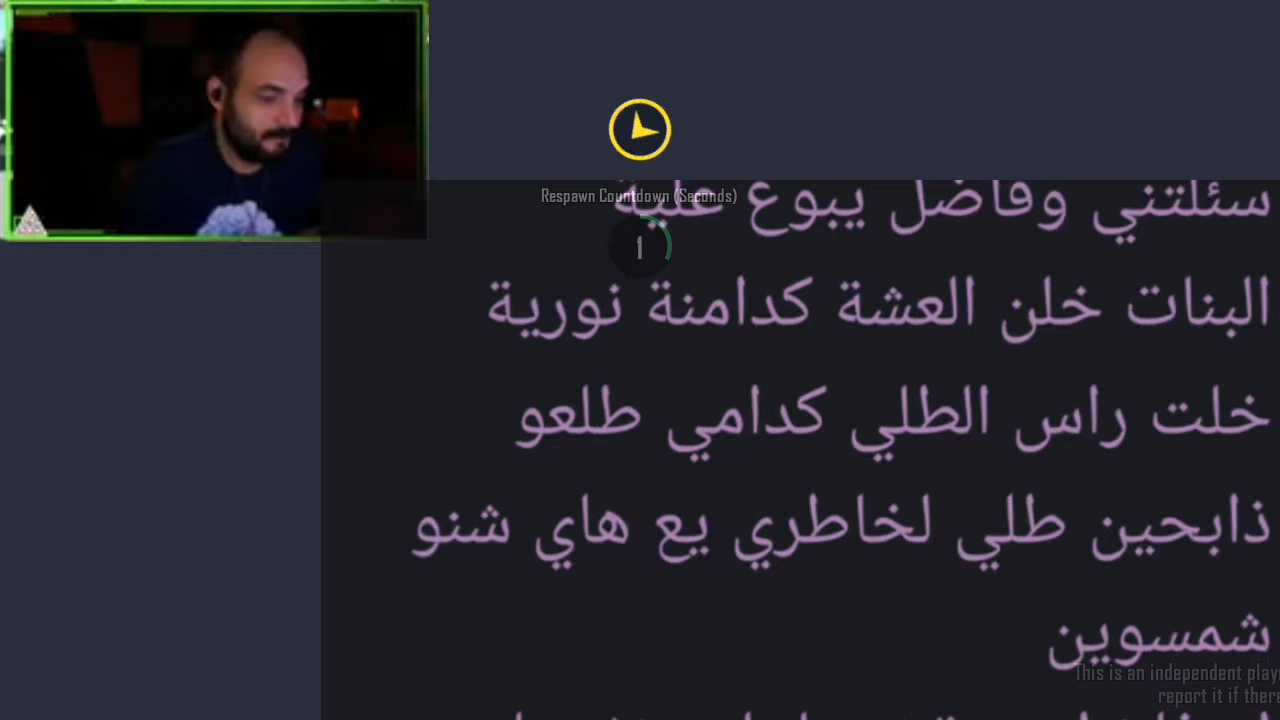 Respawn Countdown (Seconds)
سئلتني وفاضل يبوع علية
1
البنات خلن العشة كدامنة نورية
خلت راس الطلي كدامي طلعو
ذابحين طلي لخاطري يع هاي شنو
شمسوين
This is an independent play
report it if there